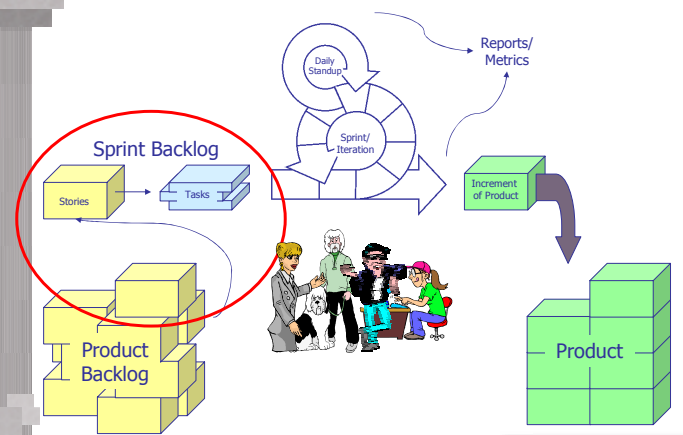 Daily
Standup
Reports/
Metrics
Sprint/
Iteration
Sprint Backlog
Stories
Tasks
Increment
of Product
Product
Backlog
Product